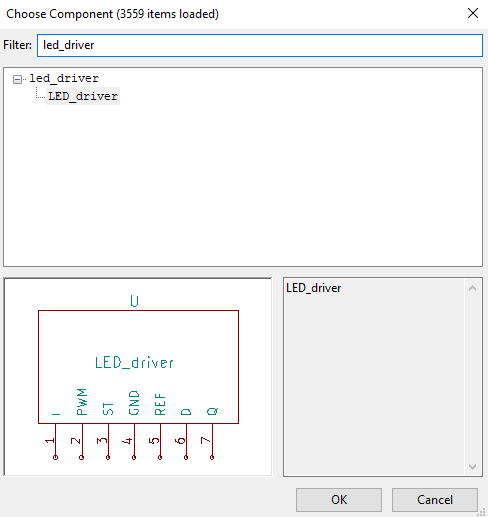 Choose Component (3559 items loaded)
Filter: led_driver
led_driver
LED_driver
U
LED_driver
I PWM ST GND REF D Q
1 2 3 4 5 6 7
LED_driver
OK Cancel